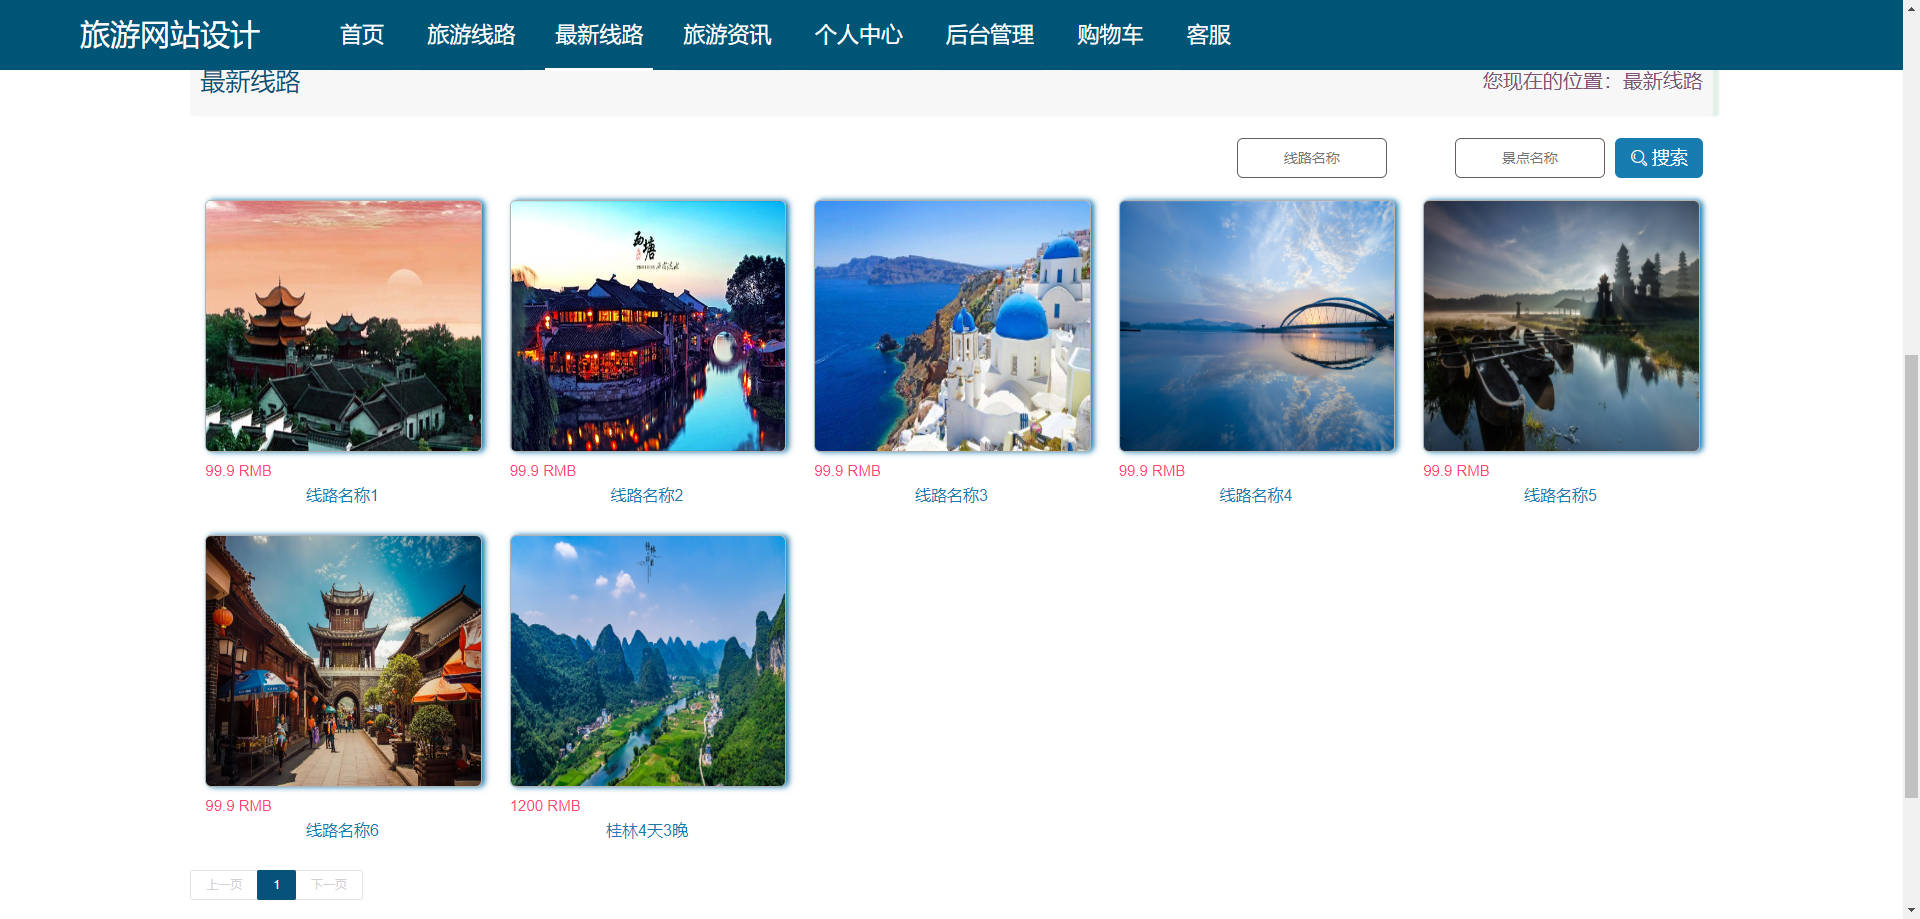 旅游网站设计 首页 旅游线路 最新线路 旅游资讯 个人中心 后台管理 购物车 客服
最新线路 您现在的位置：最新线路
线路名称 景点名称 搜索
西塘
99.9 RMB 99.9 RMB 99.9 RMB 99.9 RMB 99.9 RMB
线路名称1 线路名称2 线路名称3 线路名称4 线路名称5
99.9 RMB 1200 RMB
线路名称6 桂林4天3晚
上一页 1 下一页